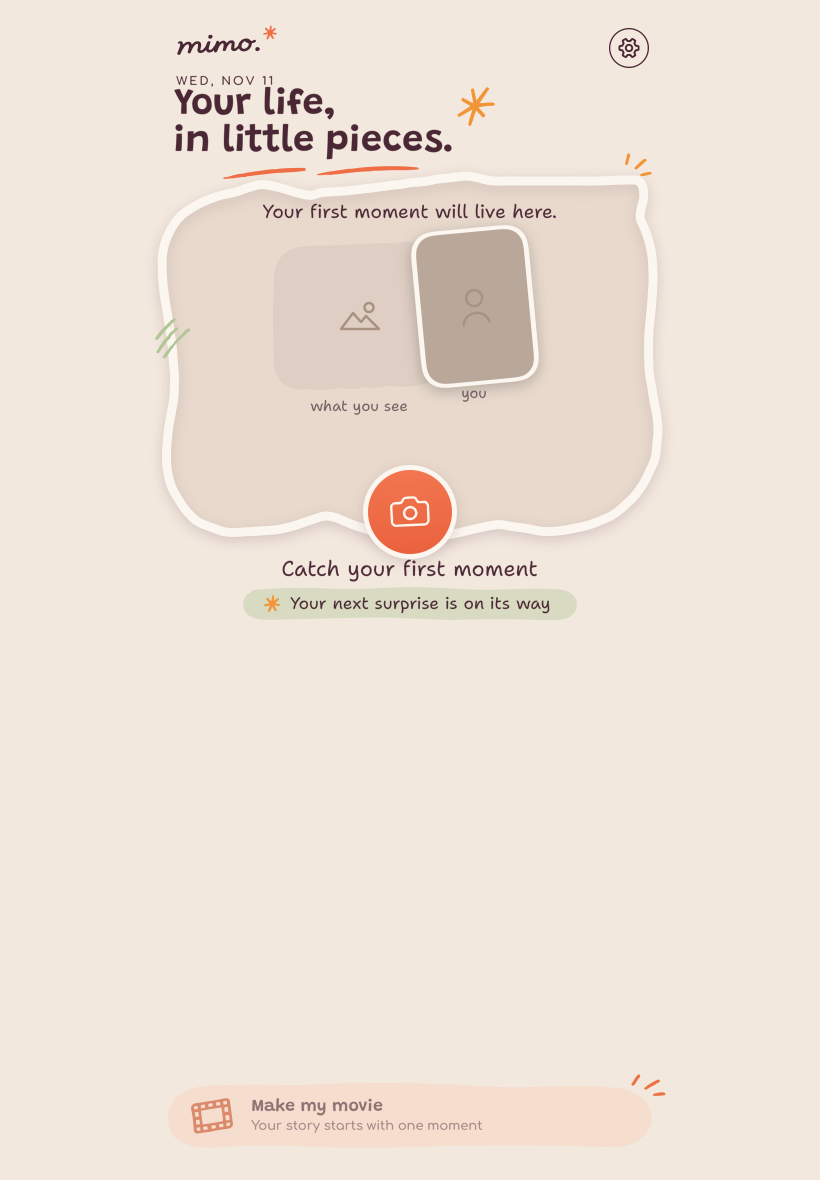 mimo.
WED, NOV 11
Your life,
in little pieces.
Your first moment will live here.
you
what you see
Catch your first moment
Your next surprise is on its way
Make my movie
Your story starts with one moment